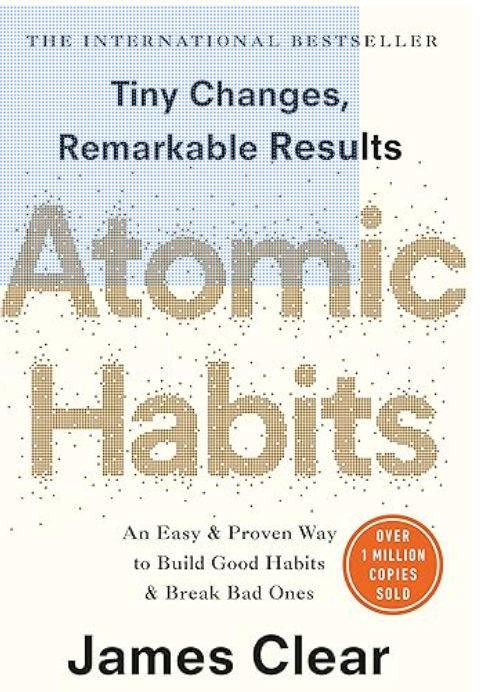 THE INTERNATIONAL BESTSELLER
Tiny Changes,
Remarkable Results
Atomic
Habits
An Easy & Proven Way
to Build Good Habits
& Break Bad Ones
OVER
1 MILLION
COPIES
SOLD
James Clear